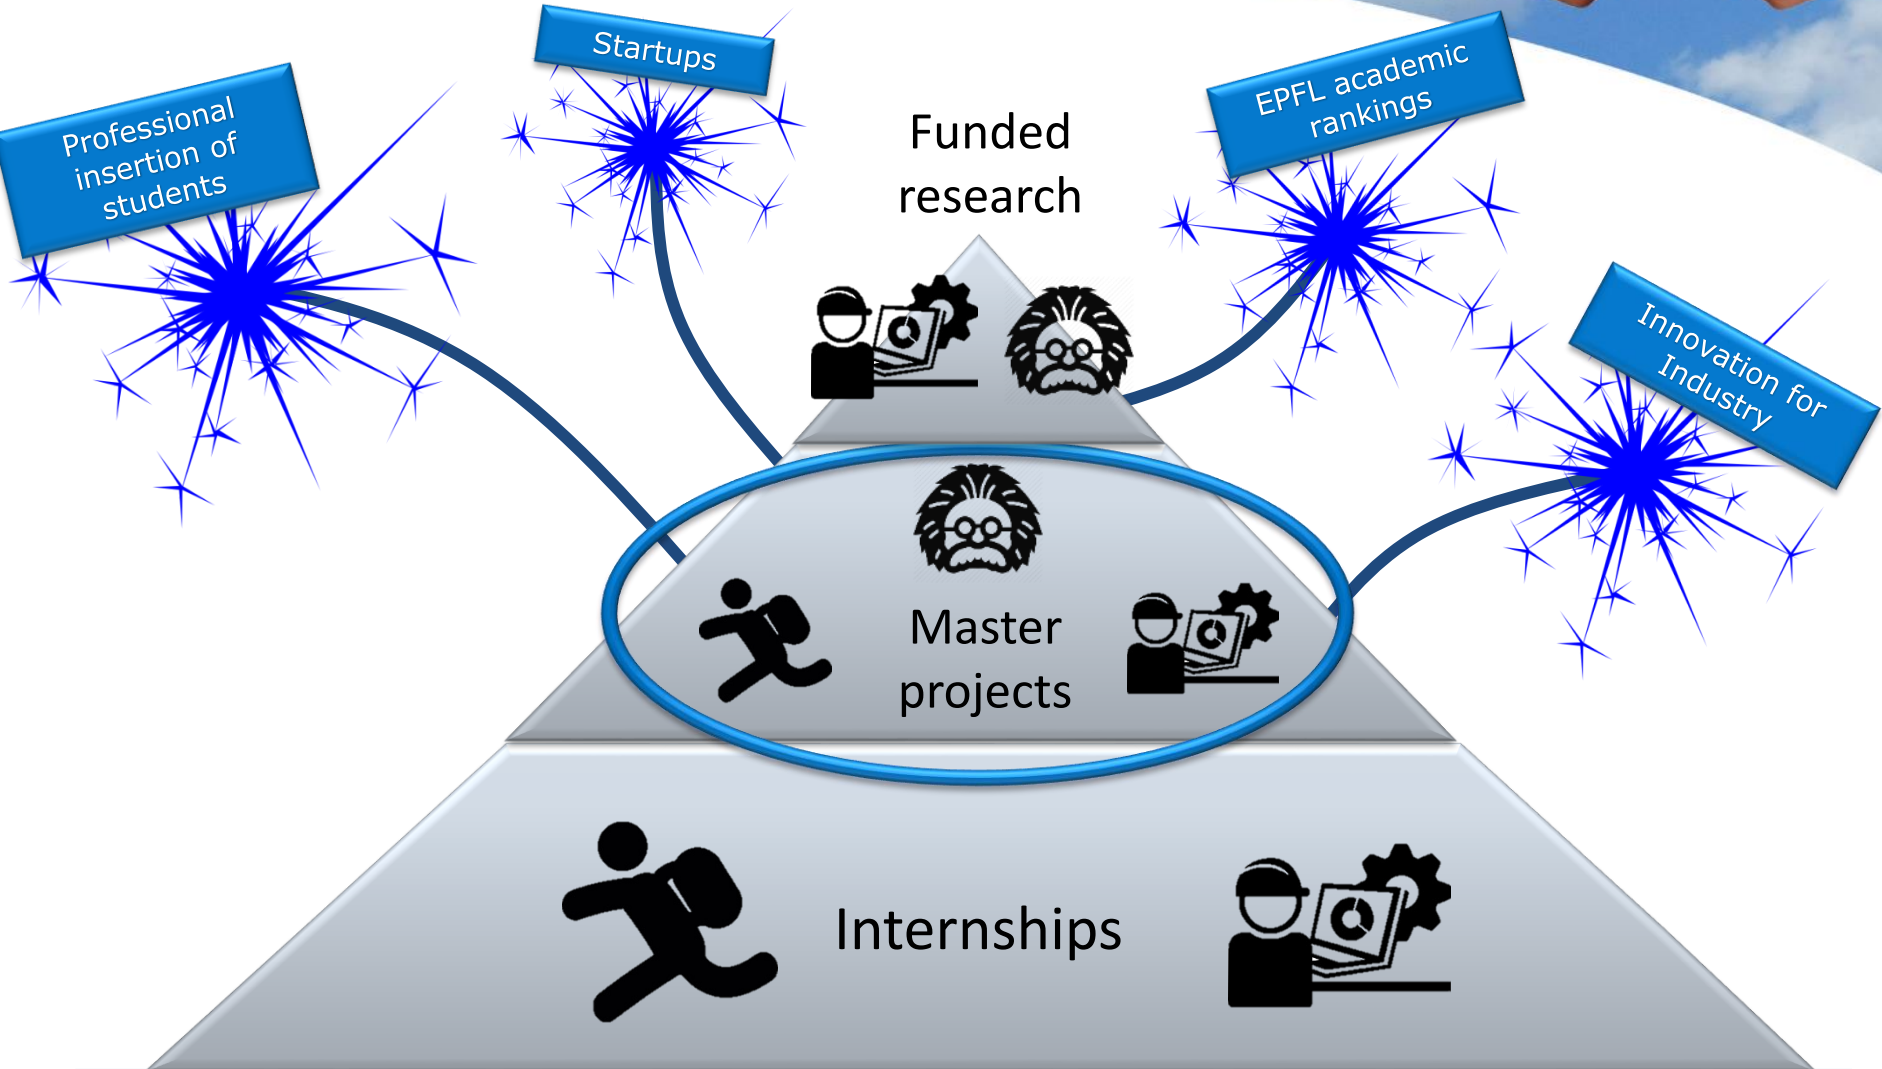 Professional
insertion of
students
Startups
Funded
research
EPFL academic
rankings
Innovation for
Industry
Master
projects
Internships